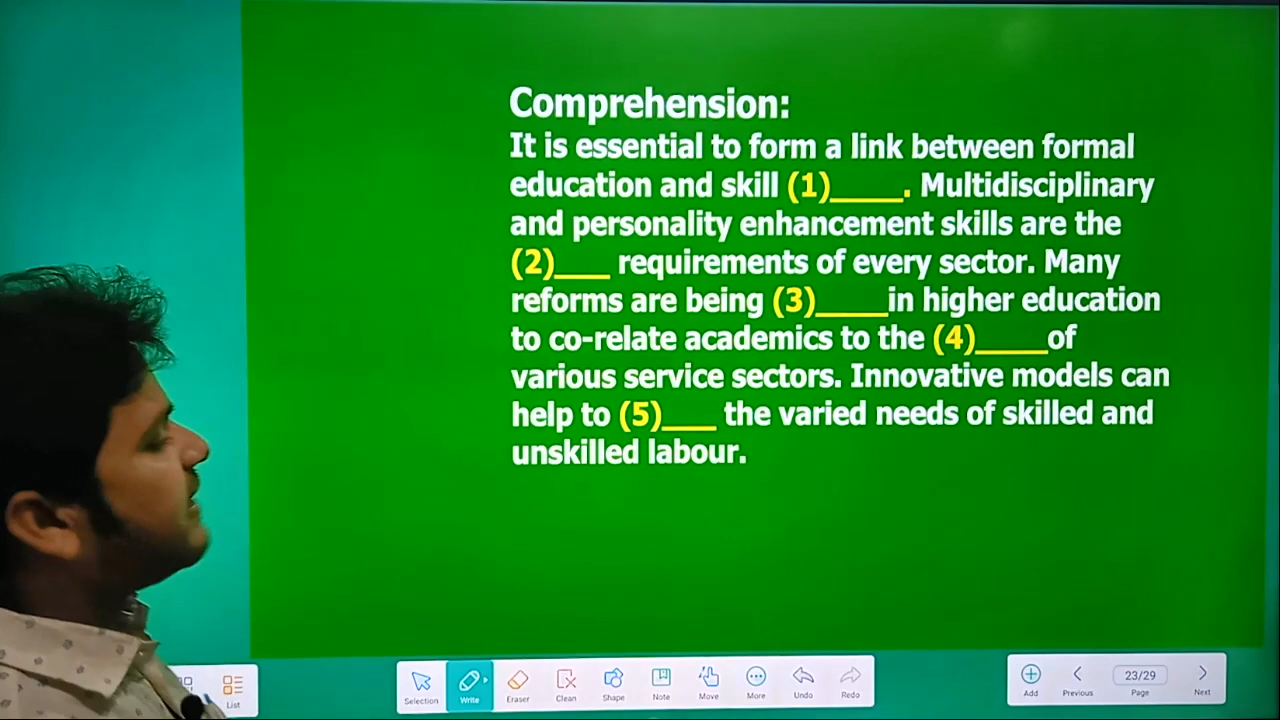 Comprehension:
It is essential to form a link between formal
education and skill (1)_____. Multidisciplinary
and personality enhancement skills are the
(2)____ requirements of every sector. Many
reforms are being (3)_____in higher education
to co-relate academics to the (4)_____of
various service sectors. Innovative models can
help to (5)____ the varied needs of skilled and
unskilled labour.
List
Selection
Write
Eraser
Clean
Shape
Note
Move
More
Undo
Redo
Add
Previous
23/29
Page
Next